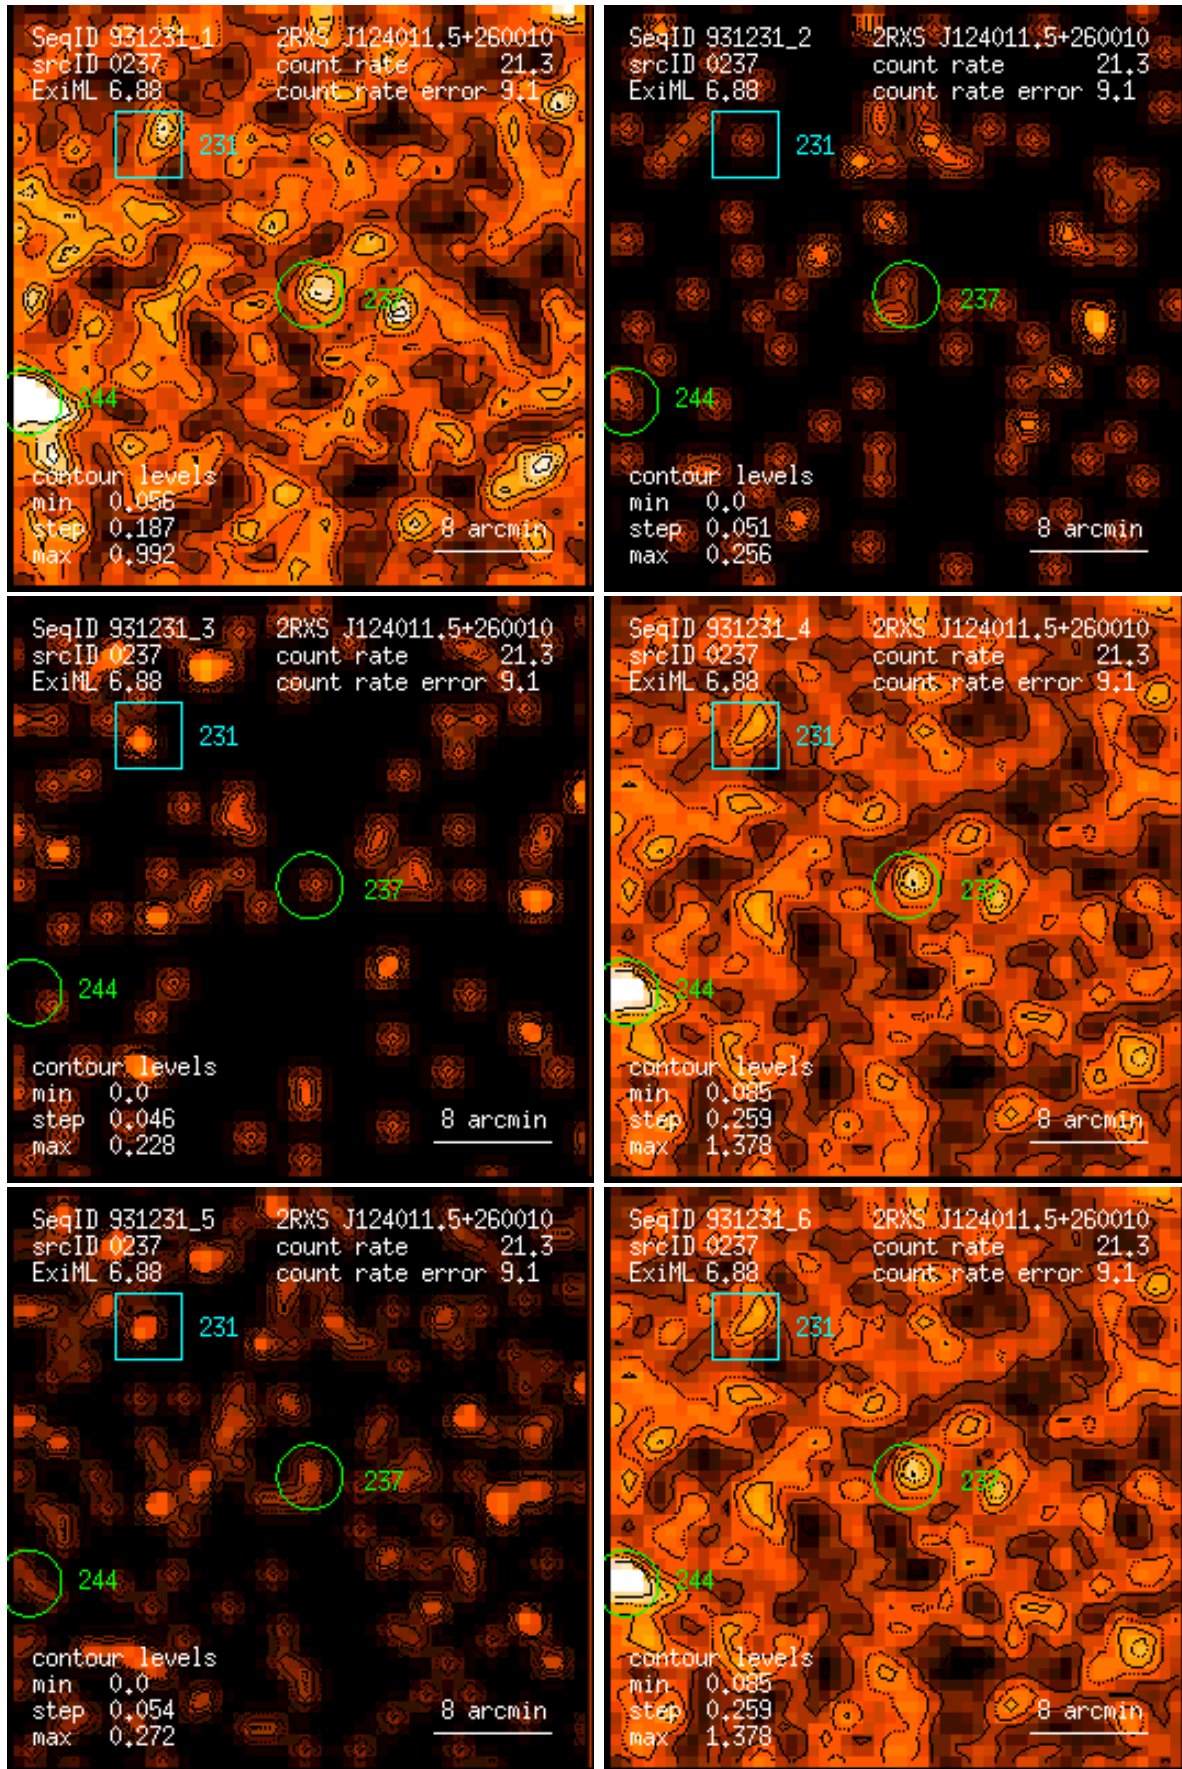 SeqID 931231_1 2RXS J124011.5+260010
srcID 0237 count rate 21.3
ExiML 6.88 count rate error 9.1
231
237
244
contour levels
min 0.056
step 0.187 8 arcmin
max 0.992
SeqID 931231_2 2RXS J124011.5+260010
srcID 0237 count rate 21.3
ExiML 6.88 count rate error 9.1
231
237
244
contour levels
min 0.0
step 0.051 8 arcmin
max 0.256
SeqID 931231_3 2RXS J124011.5+260010
srcID 0237 count rate 21.3
ExiML 6.88 count rate error 9.1
231
237
244
contour levels
min 0.0
step 0.046 8 arcmin
max 0.228
SeqID 931231_4 2RXS J124011.5+260010
srcID 0237 count rate 21.3
ExiML 6.88 count rate error 9.1
231
237
244
contour levels
min 0.085
step 0.259 8 arcmin
max 1.378
SeqID 931231_5 2RXS J124011.5+260010
srcID 0237 count rate 21.3
ExiML 6.88 count rate error 9.1
231
237
244
contour levels
min 0.0
step 0.054 8 arcmin
max 0.272
SeqID 931231_6 2RXS J124011.5+260010
srcID 0237 count rate 21.3
ExiML 6.88 count rate error 9.1
231
237
244
contour levels
min 0.085
step 0.259 8 arcmin
max 1.378